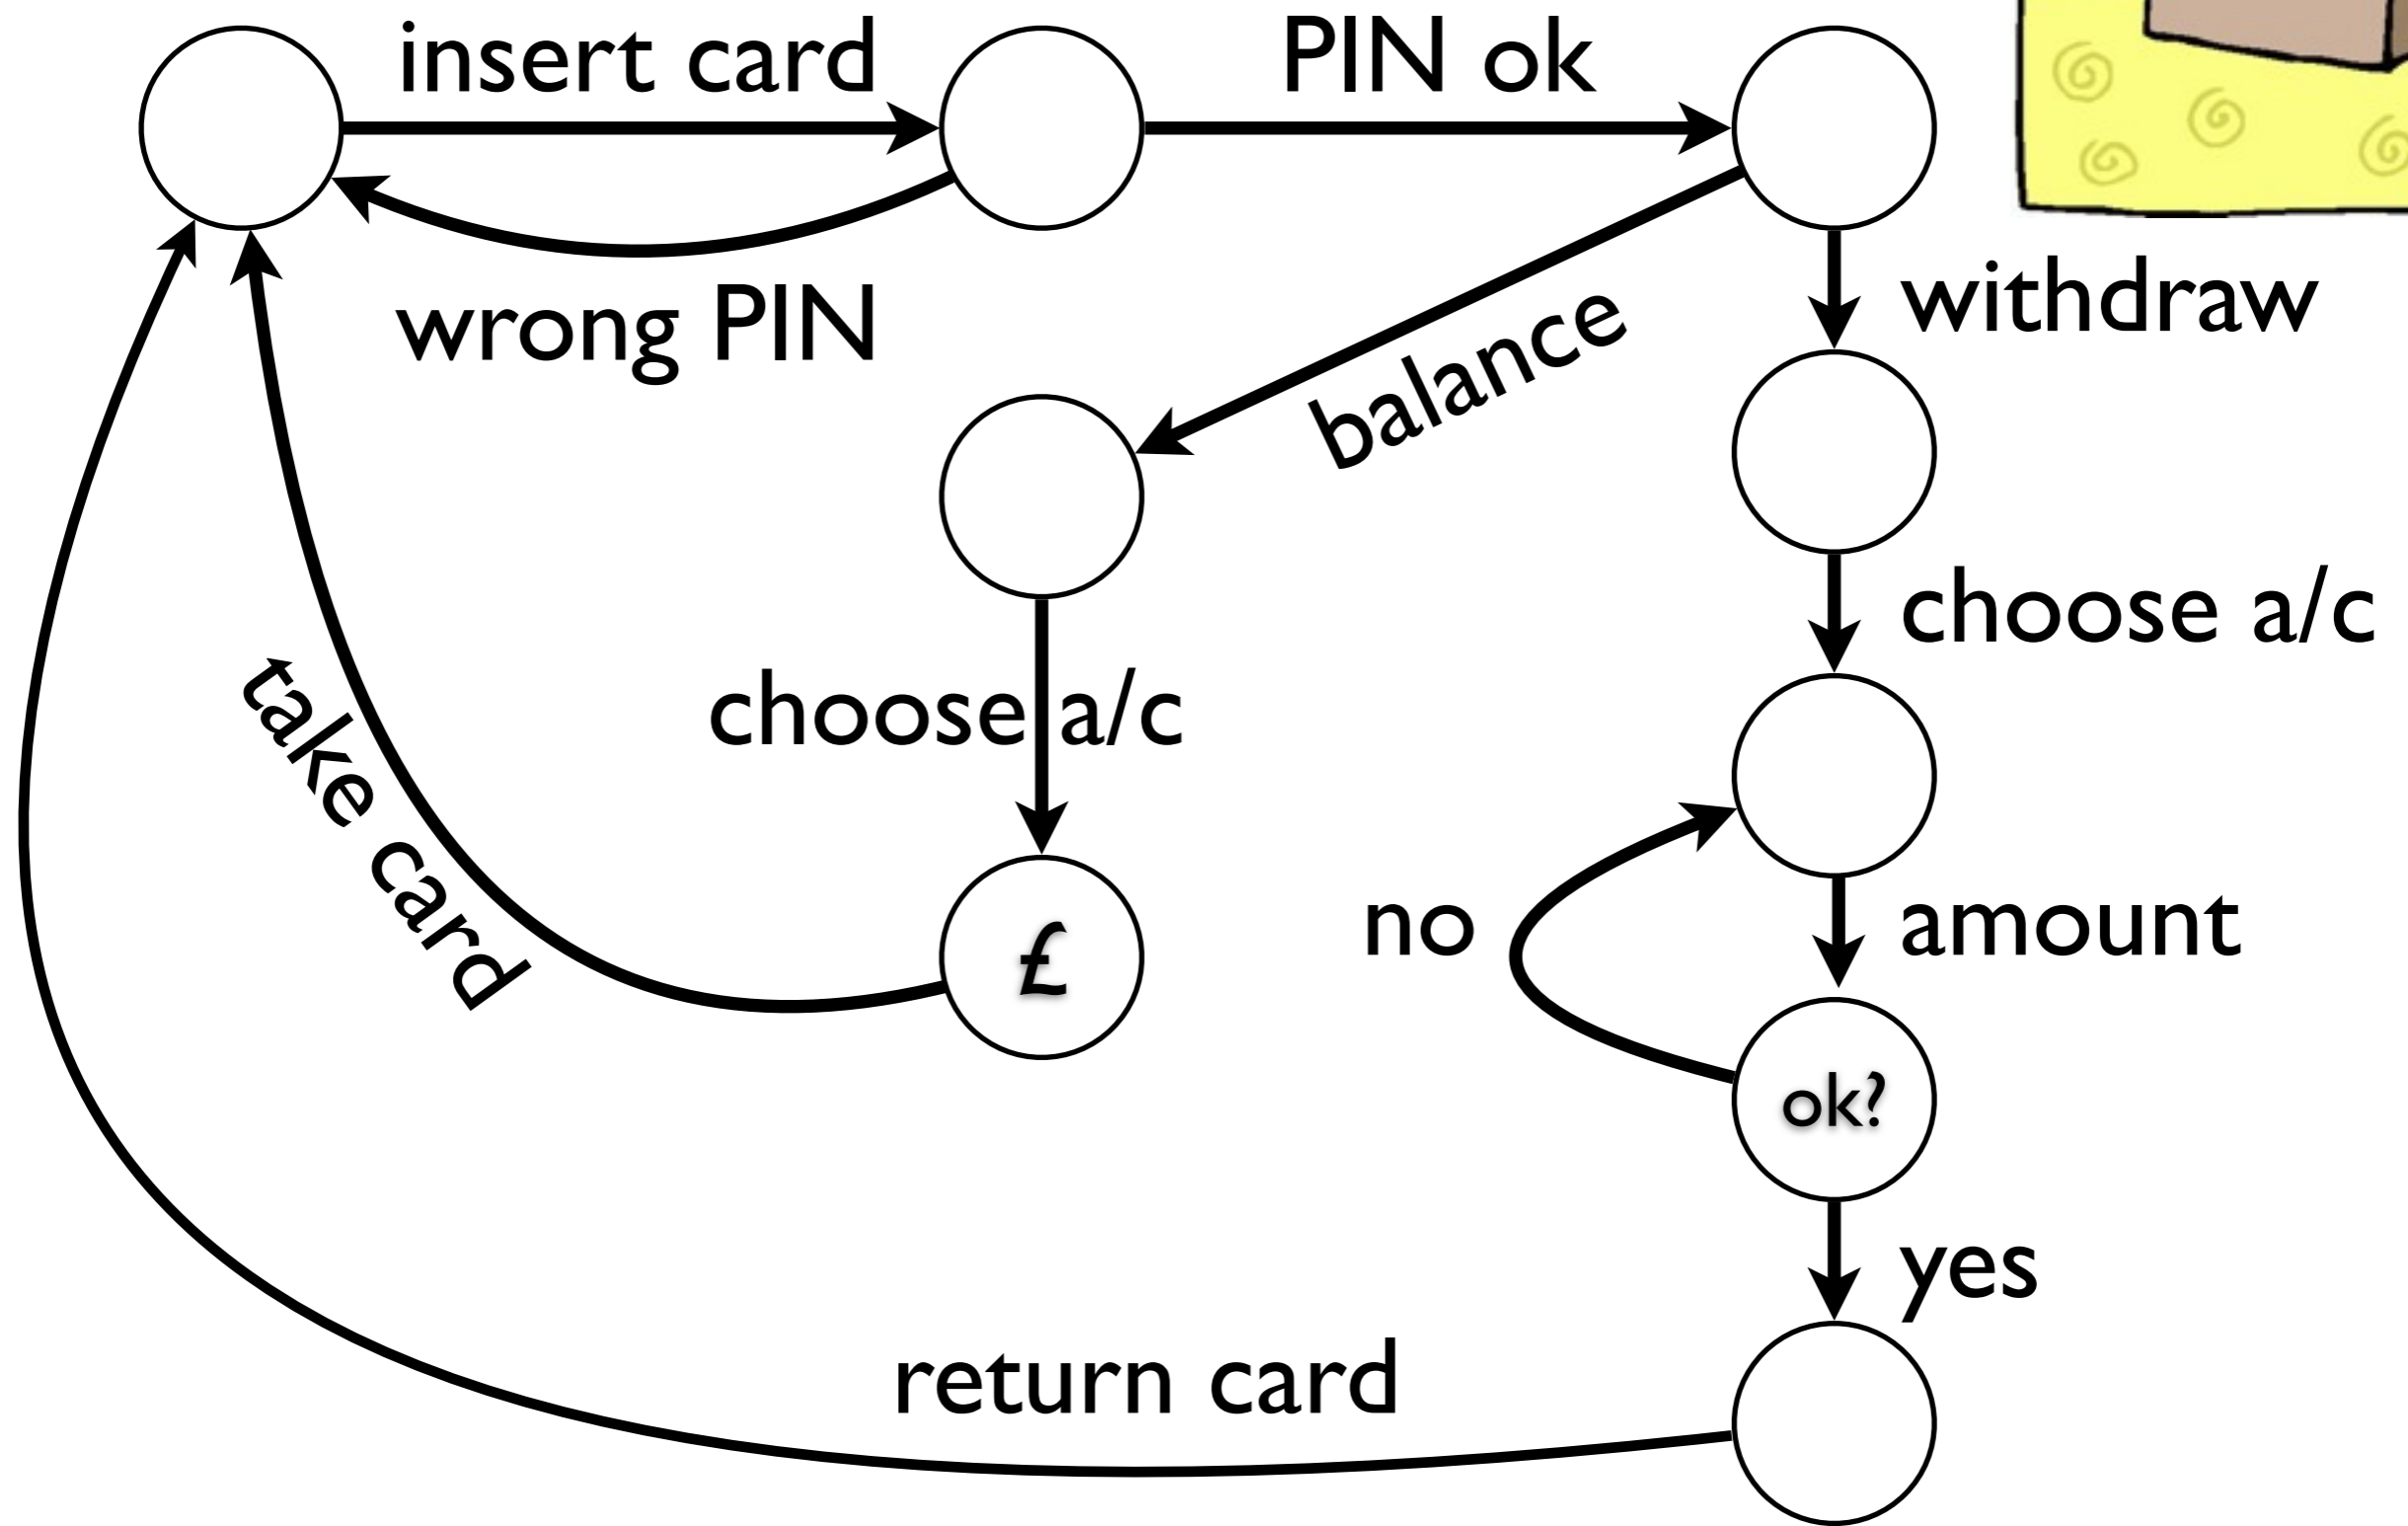 insert card
PIN ok
wrong PIN
withdraw
balance
choose a/c
choose a/c
take card
no
amount
£
ok?
yes
return card